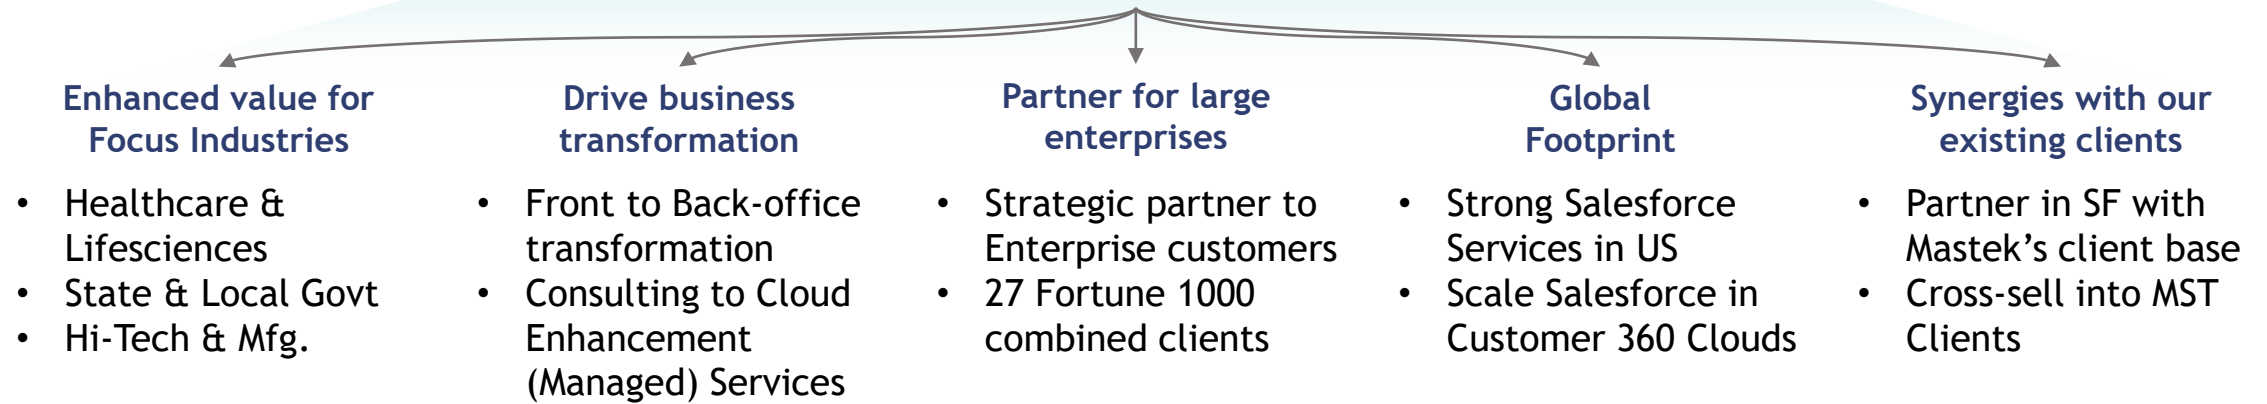 Enhanced value for
Focus Industries
• Healthcare &
Lifesciences
• State & Local Govt
• Hi-Tech & Mfg.
Drive business
transformation
• Front to Back-office
transformation
• Consulting to Cloud
Enhancement
(Managed) Services
Partner for large
enterprises
• Strategic partner to
Enterprise customers
• 27 Fortune 1000
combined clients
Global
Footprint
• Strong Salesforce
Services in US
• Scale Salesforce in
Customer 360 Clouds
Synergies with our
existing clients
• Partner in SF with
Mastek’s client base
• Cross-sell into MST
Clients